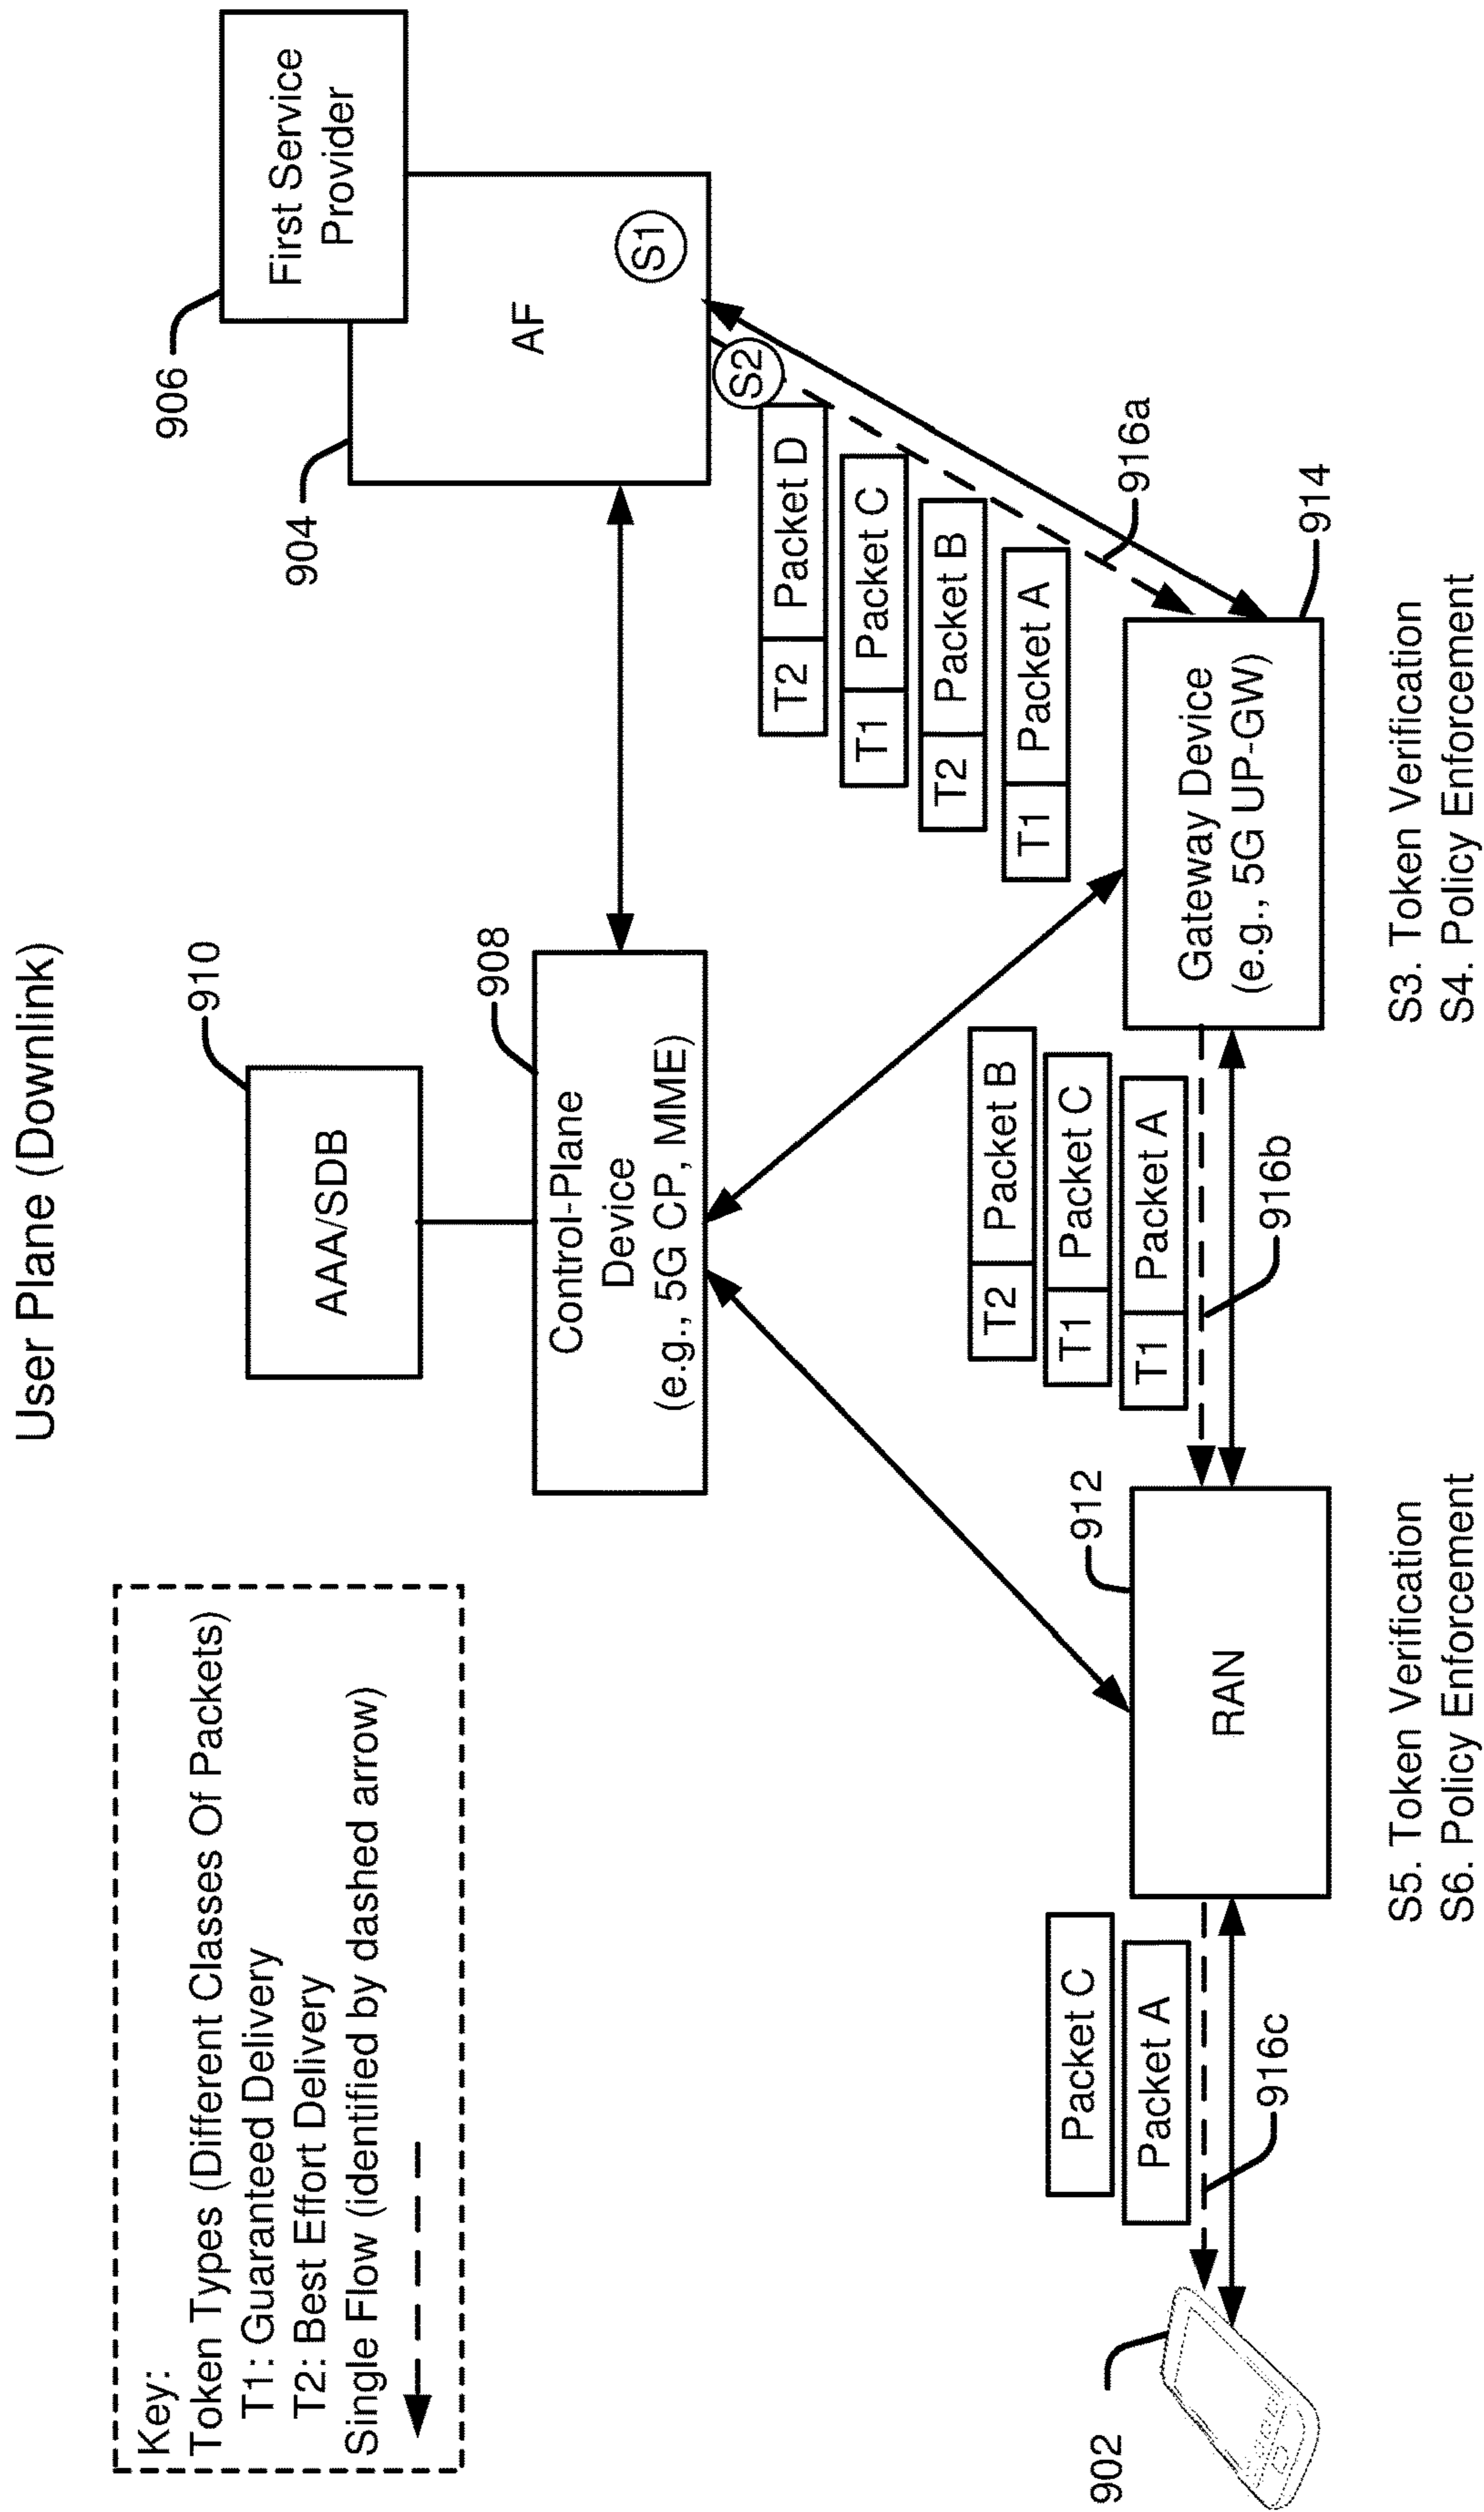 User Plane (Downlink)
Key:
Token Types (Different Classes Of Packets)
T1: Guaranteed Delivery
T2: Best Effort Delivery
Single Flow (identified by dashed arrow)
910
AAA/SDB
908
Control-Plane
Device
(e.g., 5G CP, MME)
906
First Service
Provider
904
AF
S1
S2
T2 Packet D
T1 Packet C
T2 Packet B
T1 Packet A
916a
914
Gateway Device
(e.g., 5G UP-GW)
S3. Token Verification
S4. Policy Enforcement
T2 Packet B
T1 Packet C
T1 Packet A
916b
912
RAN
S5. Token Verification
S6. Policy Enforcement
Packet C
Packet A
916c
902